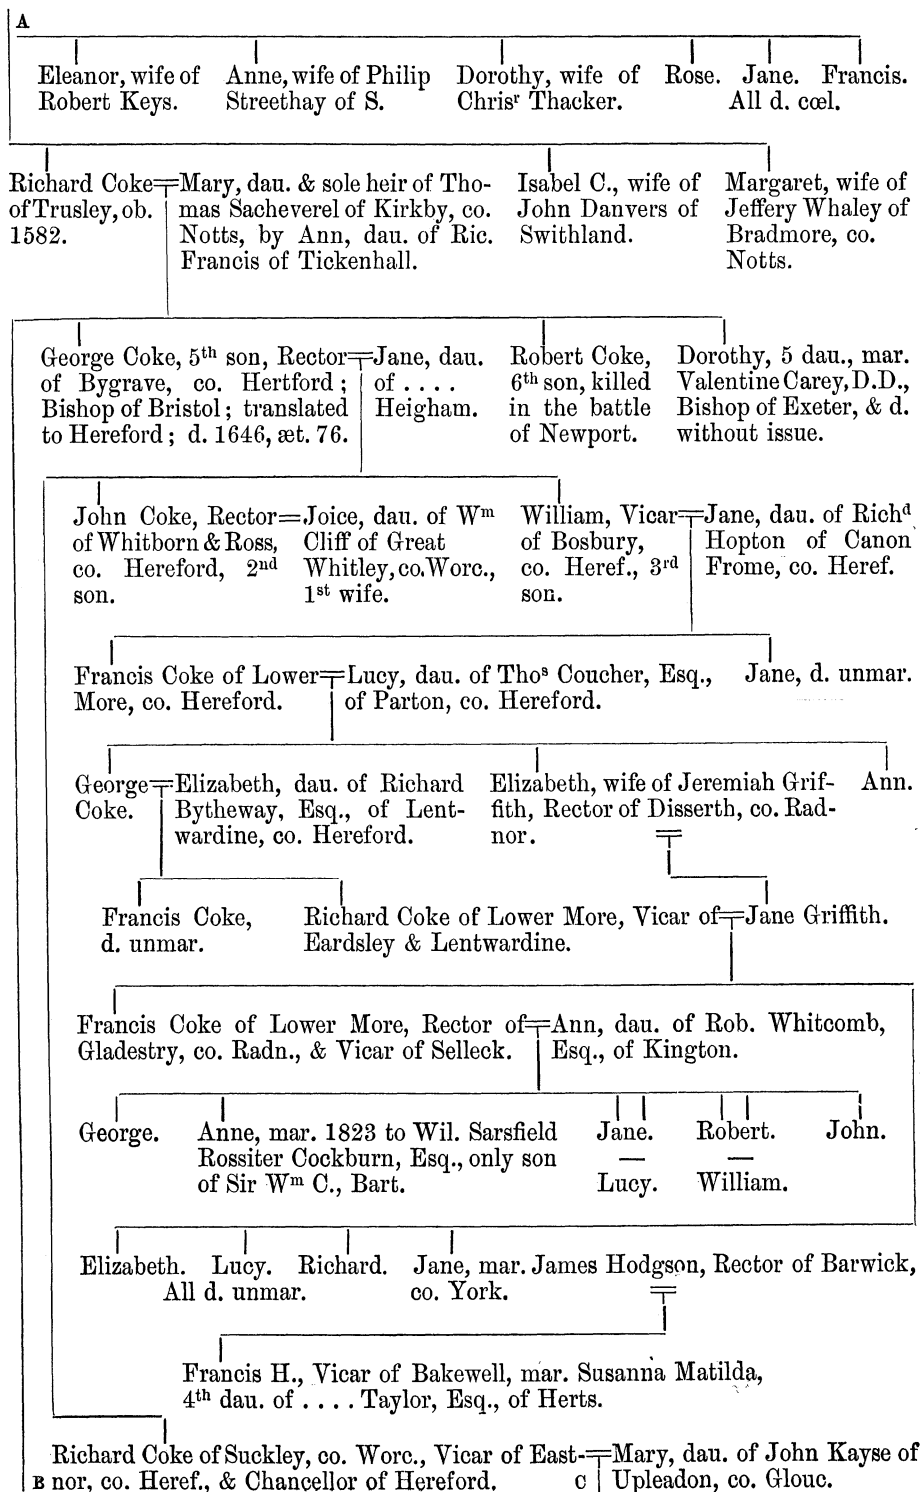 A
Eleanor, wife of Robert Keys.
Anne, wife of Philip Streethay of S.
Dorothy, wife of Chrisʳ Thacker.
Rose. Jane. Francis.
All d. cœl.
Richard Coke
of Trusley, ob.
1582.
Mary, dau. & sole heir of Tho-
mas Sacheverel of Kirkby, co.
Notts, by Ann, dau. of Ric.
Francis of Tickenhall.
Isabel C., wife of
John Danvers of
Swithland.
Margaret, wife of
Jeffery Whaley of
Bradmore, co.
Notts.
George Coke, 5ᵗʰ son, Rector
of Bygrave, co. Hertford;
Bishop of Bristol; translated
to Hereford; d. 1646, æt. 76.
Jane, dau.
of . . . .
Heigham.
Robert Coke,
6ᵗʰ son, killed
in the battle
of Newport.
Dorothy, 5 dau., mar.
Valentine Carey, D.D.,
Bishop of Exeter, & d.
without issue.
John Coke, Rector
of Whitborn & Ross,
co. Hereford, 2ⁿᵈ
son.
=
Joice, dau. of Wᵐ
Cliff of Great
Whitley, co. Worc.,
1ˢᵗ wife.
William, Vicar
of Bosbury,
co. Heref., 3ʳᵈ
son.
Jane, dau. of Richᵈ
Hopton of Canon
Frome, co. Heref.
Francis Coke of Lower
More, co. Hereford.
Lucy, dau. of Thoˢ Coucher, Esq.,
of Parton, co. Hereford.
Jane, d. unmar.
George
Coke.
Elizabeth, dau. of Richard
Bytheway, Esq., of Lent-
wardine, co. Hereford.
Elizabeth, wife of Jeremiah Grif-
fith, Rector of Disserth, co. Rad-
nor.
Ann.
Francis Coke,
d. unmar.
Richard Coke of Lower More, Vicar of
Eardsley & Lentwardine.
Jane Griffith.
Francis Coke of Lower More, Rector of
Gladestry, co. Radn., & Vicar of Selleck.
Ann, dau. of Rob. Whitcomb,
Esq., of Kington.
George.
Anne, mar. 1823 to Wil. Sarsfield
Rossiter Cockburn, Esq., only son
of Sir Wᵐ C., Bart.
Jane.
—
Lucy.
Robert.
—
William.
John.
Elizabeth. Lucy. Richard.
All d. unmar.
Jane, mar. James Hodgson, Rector of Barwick,
co. York.
Francis H., Vicar of Bakewell, mar. Susanna Matilda,
4ᵗʰ dau. of . . . . Taylor, Esq., of Herts.
Richard Coke of Suckley, co. Worc., Vicar of East-
B nor, co. Heref., & Chancellor of Hereford.
C
Mary, dau. of John Kayse of
Upleadon, co. Glouc.